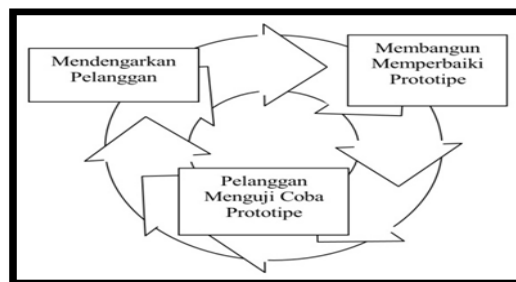 Mendengarkan
Pelanggan
Membangun
Memperbaiki
Prototipe
Pelanggan
Menguji Coba
Prototipe